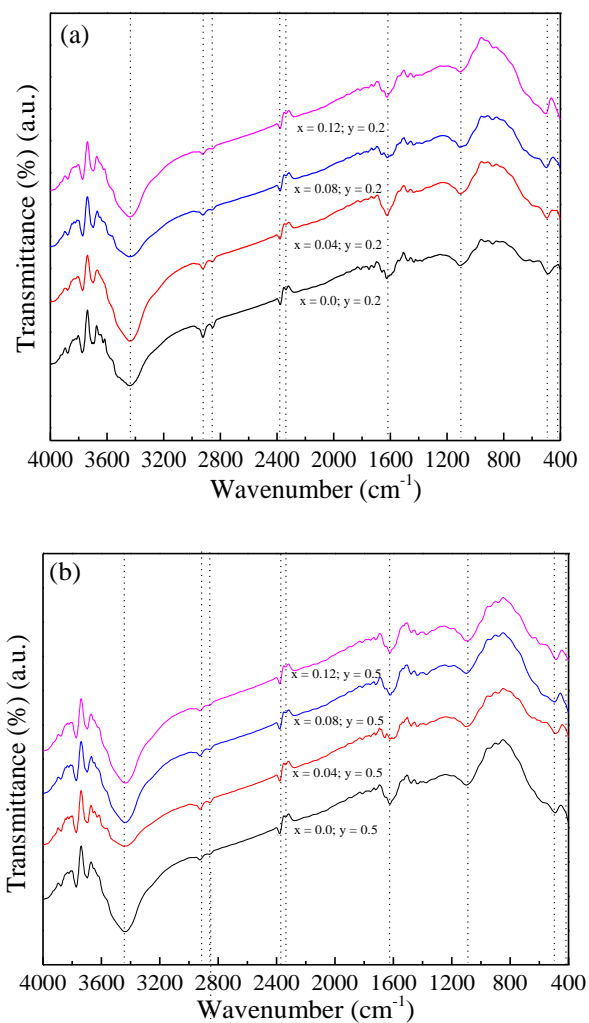 (a)
Transmittance (%) (a.u.)
x = 0.12; y = 0.2
x = 0.08; y = 0.2
x = 0.04; y = 0.2
x = 0.0; y = 0.2
4000 3600 3200 2800 2400 2000 1600 1200 800 400
Wavenumber (cm⁻¹)
(b)
Transmittance (%) (a.u.)
x = 0.12; y = 0.5
x = 0.08; y = 0.5
x = 0.04; y = 0.5
x = 0.0; y = 0.5
4000 3600 3200 2800 2400 2000 1600 1200 800 400
Wavenumber (cm⁻¹)